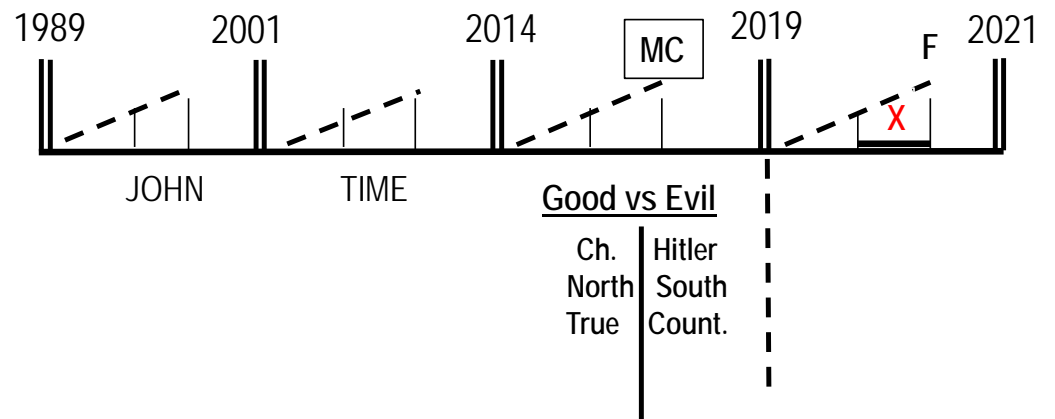 1989 2001 2014 MC 2019 F 2021
X
JOHN TIME
Good vs Evil
Ch. Hitler
North South
True Count.